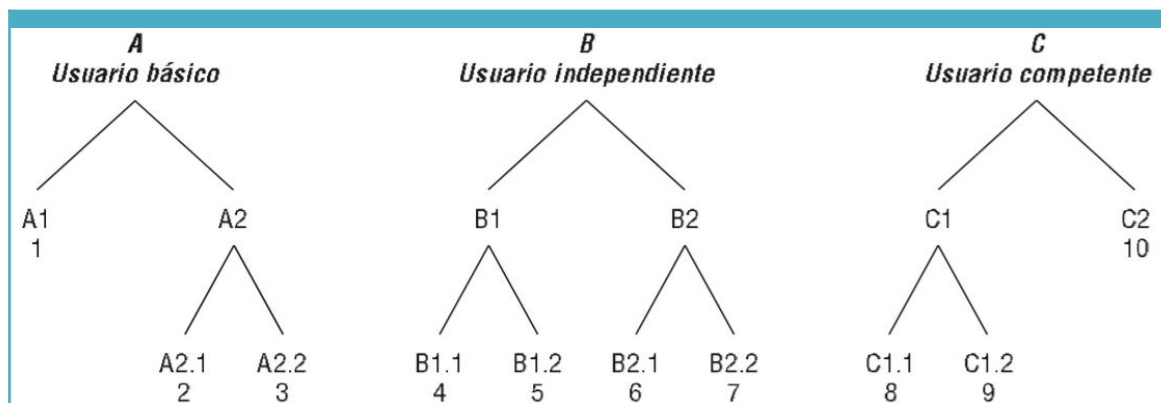 A B C
Usuario básico Usuario independiente Usuario competente
A1 A2 B1 B2 C1 C2
1 10
A2.1 A2.2 B1.1 B1.2 B2.1 B2.2 C1.1 C1.2
2 3 4 5 6 7 8 9